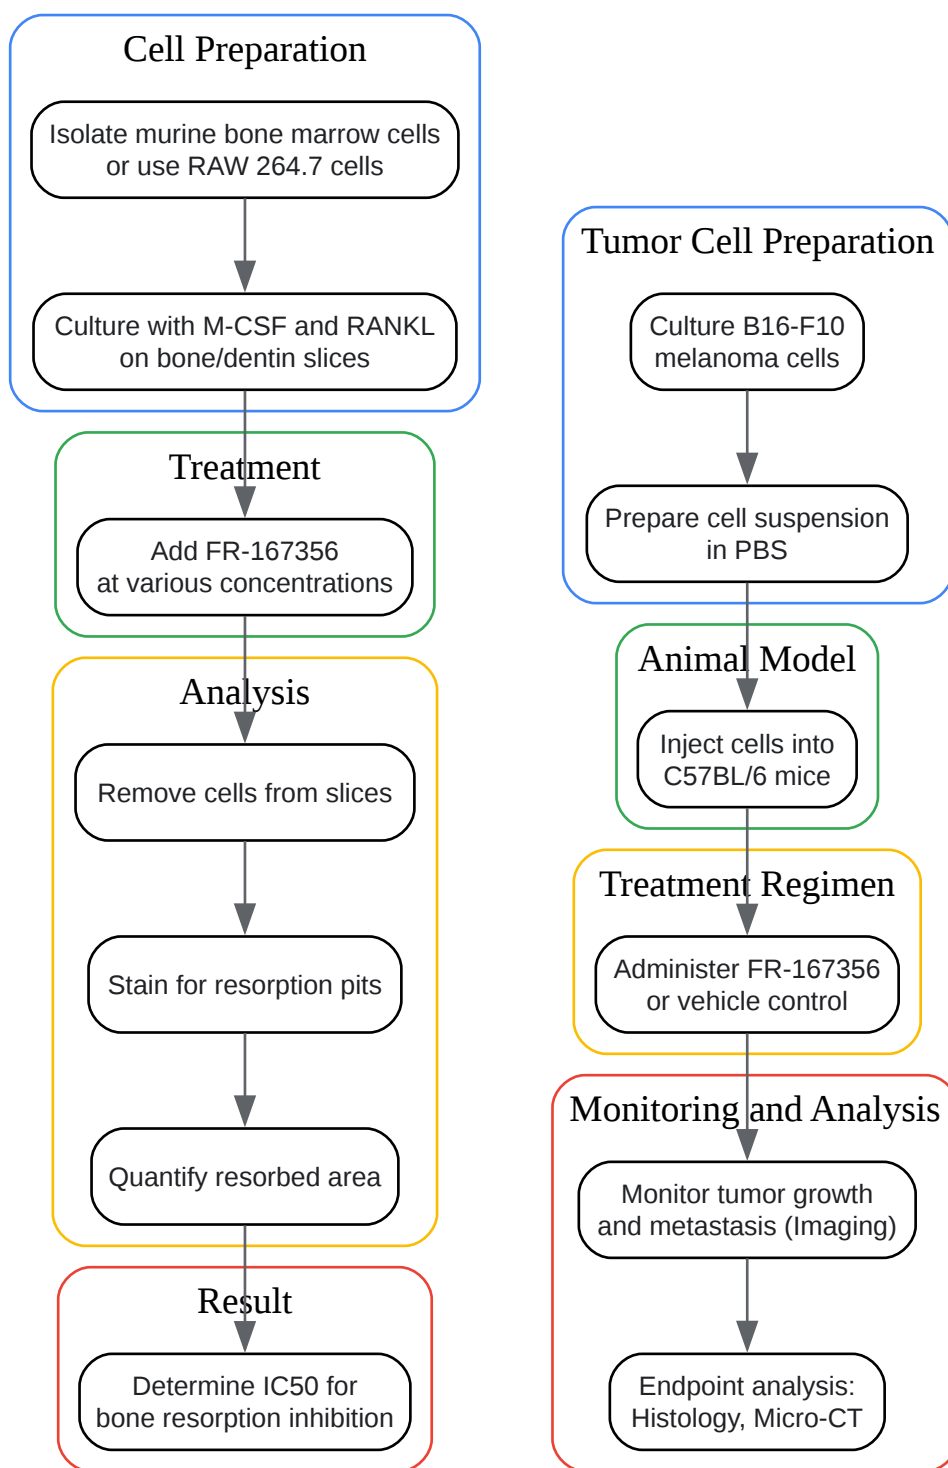 Cell Preparation
Isolate murine bone marrow cells
or use RAW 264.7 cells
Culture with M-CSF and RANKL
on bone/dentin slices
Treatment
Add FR-167356
at various concentrations
Analysis
Remove cells from slices
Stain for resorption pits
Quantify resorbed area
Result
Determine IC50 for
bone resorption inhibition
Tumor Cell Preparation
Culture B16-F10
melanoma cells
Prepare cell suspension
in PBS
Animal Model
Inject cells into
C57BL/6 mice
Treatment Regimen
Administer FR-167356
or vehicle control
Monitoring and Analysis
Monitor tumor growth
and metastasis (Imaging)
Endpoint analysis:
Histology, Micro-CT